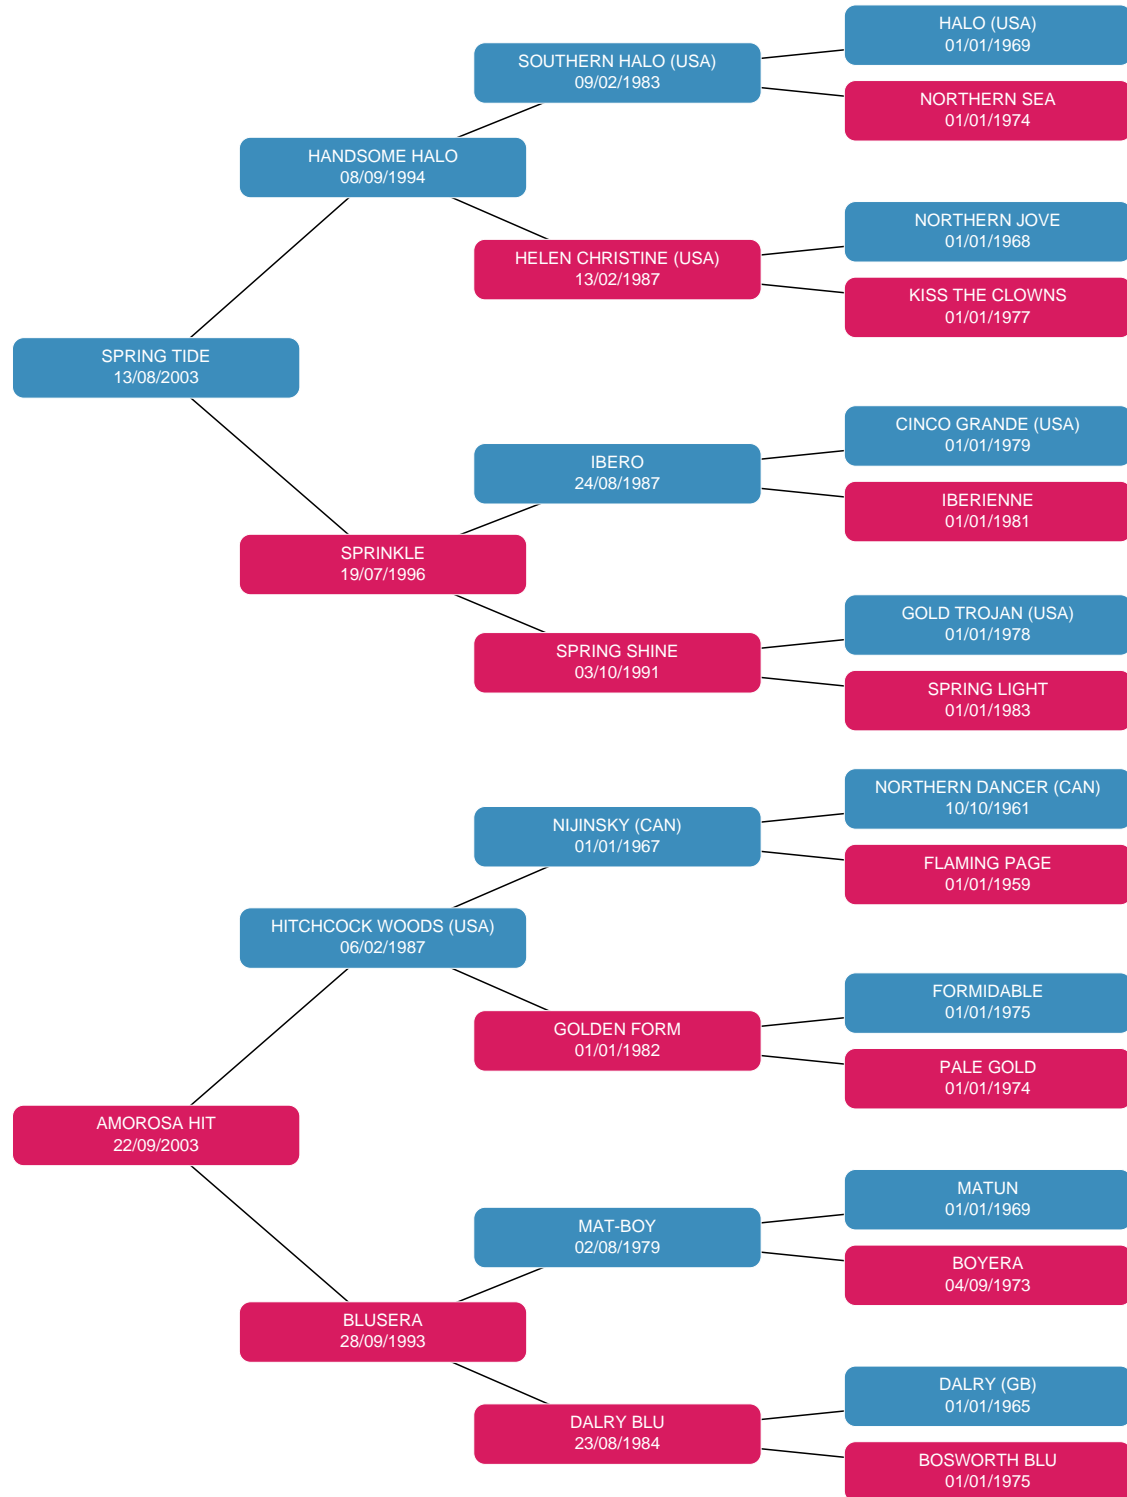 HALO (USA)
01/01/1969
SOUTHERN HALO (USA)
09/02/1983
NORTHERN SEA
01/01/1974
HANDSOME HALO
08/09/1994
NORTHERN JOVE
01/01/1968
HELEN CHRISTINE (USA)
13/02/1987
KISS THE CLOWNS
01/01/1977
SPRING TIDE
13/08/2003
CINCO GRANDE (USA)
01/01/1979
IBERO
24/08/1987
IBERIENNE
01/01/1981
SPRINKLE
19/07/1996
GOLD TROJAN (USA)
01/01/1978
SPRING SHINE
03/10/1991
SPRING LIGHT
01/01/1983
NORTHERN DANCER (CAN)
10/10/1961
NIJINSKY (CAN)
01/01/1967
FLAMING PAGE
01/01/1959
HITCHCOCK WOODS (USA)
06/02/1987
FORMIDABLE
01/01/1975
GOLDEN FORM
01/01/1982
PALE GOLD
01/01/1974
AMOROSA HIT
22/09/2003
MATUN
01/01/1969
MAT-BOY
02/08/1979
BOYERA
04/09/1973
BLUSERA
28/09/1993
DALRY (GB)
01/01/1965
DALRY BLU
23/08/1984
BOSWORTH BLU
01/01/1975